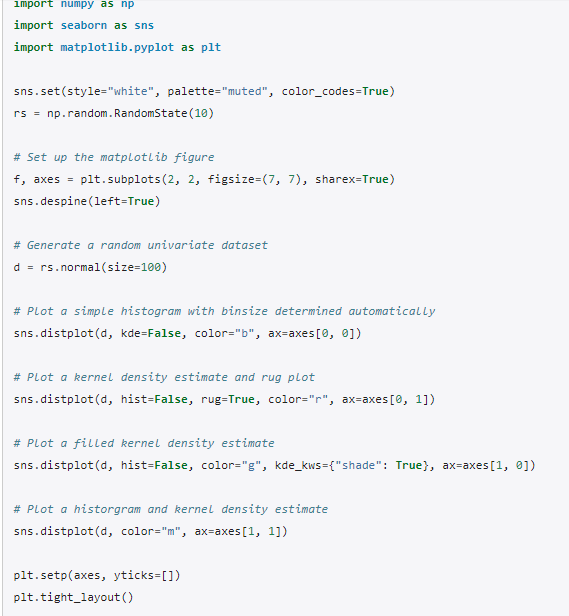 import numpy as np
import seaborn as sns
import matplotlib.pyplot as plt
sns.set(style="white", palette="muted", color_codes=True)
rs = np.random.RandomState(10)
# Set up the matplotlib figure
f, axes = plt.subplots(2, 2, figsize=(7, 7), sharex=True)
sns.despine(left=True)
# Generate a random univariate dataset
d = rs.normal(size=100)
# Plot a simple histogram with binsize determined automatically
sns.distplot(d, kde=False, color="b", ax=axes[0, 0])
# Plot a kernel density estimate and rug plot
sns.distplot(d, hist=False, rug=True, color="r", ax=axes[0, 1])
# Plot a filled kernel density estimate
sns.distplot(d, hist=False, color="g", kde_kws={"shade": True}, ax=axes[1, 0])
# Plot a historgram and kernel density estimate
sns.distplot(d, color="m", ax=axes[1, 1])
plt.setp(axes, yticks=[])
plt.tight_layout()